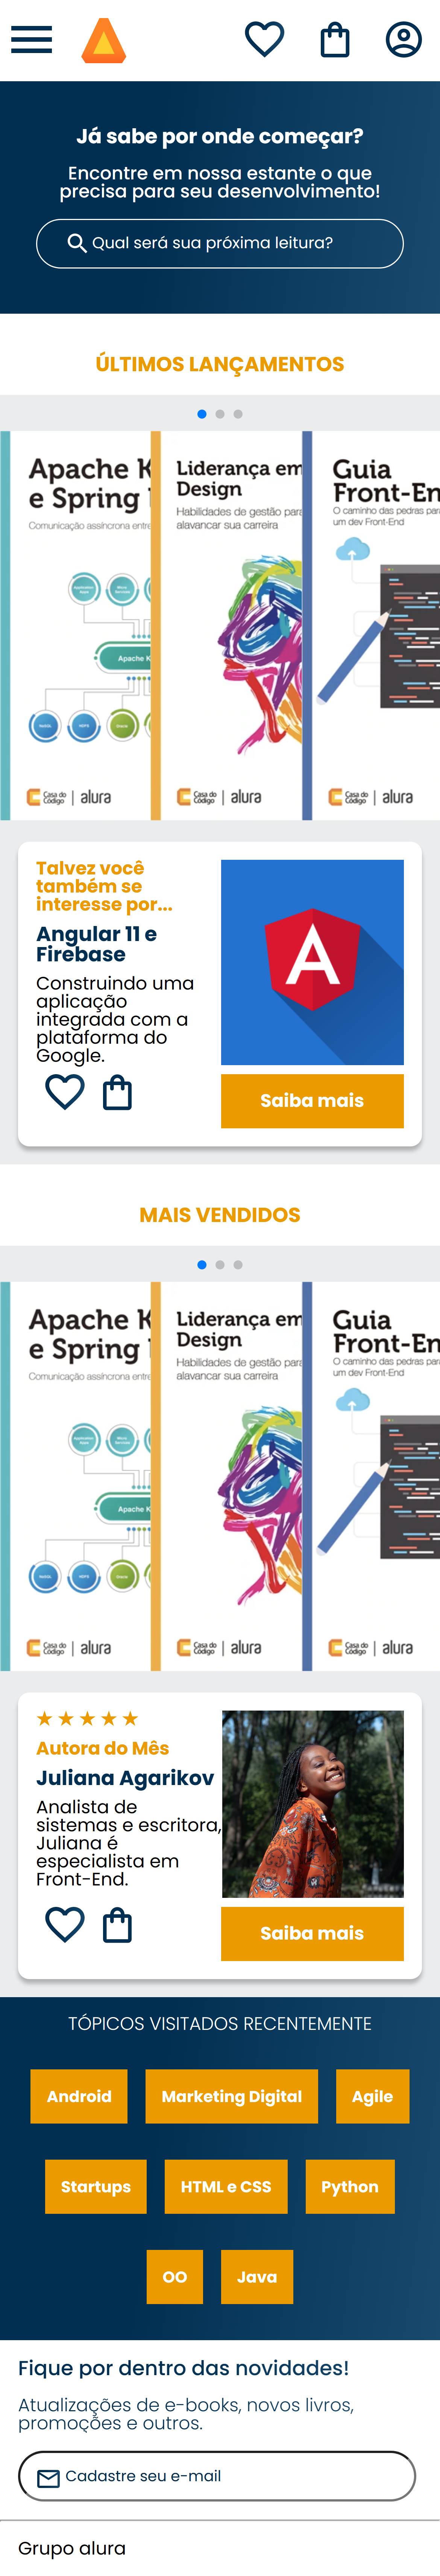 Já sabe por onde começar?
Encontre em nossa estante o que
precisa para seu desenvolvimento!
Qual será sua próxima leitura?
ÚLTIMOS LANÇAMENTOS
Apache K
e Spring
Comunicação assíncrona entre
Apache K
Casa do
Código
alura
Liderança em
Design
Habilidades de gestão para
alavancar sua carreira
Casa do
Código
alura
Guia
Front-En
O caminho das pedras par
um dev Front-End
Casa do
Código
alura
Talvez você
também se
interesse por...
Angular 11 e
Firebase
Construindo uma
aplicação
integrada com a
plataforma do
Google.
Saiba mais
MAIS VENDIDOS
Apache K
e Spring
Comunicação assíncrona entre
Apache K
Casa do
Código
alura
Liderança em
Design
Habilidades de gestão para
alavancar sua carreira
Casa do
Código
alura
Guia
Front-En
O caminho das pedras par
um dev Front-End
Casa do
Código
alura
Autora do Mês
Juliana Agarikov
Analista de
sistemas e escritora,
Juliana é
especialista em
Front-End.
Saiba mais
TÓPICOS VISITADOS RECENTEMENTE
Android
Marketing Digital
Agile
Startups
HTML e CSS
Python
OO
Java
Fique por dentro das novidades!
Atualizações de e-books, novos livros,
promoções e outros.
Cadastre seu e-mail
Grupo alura